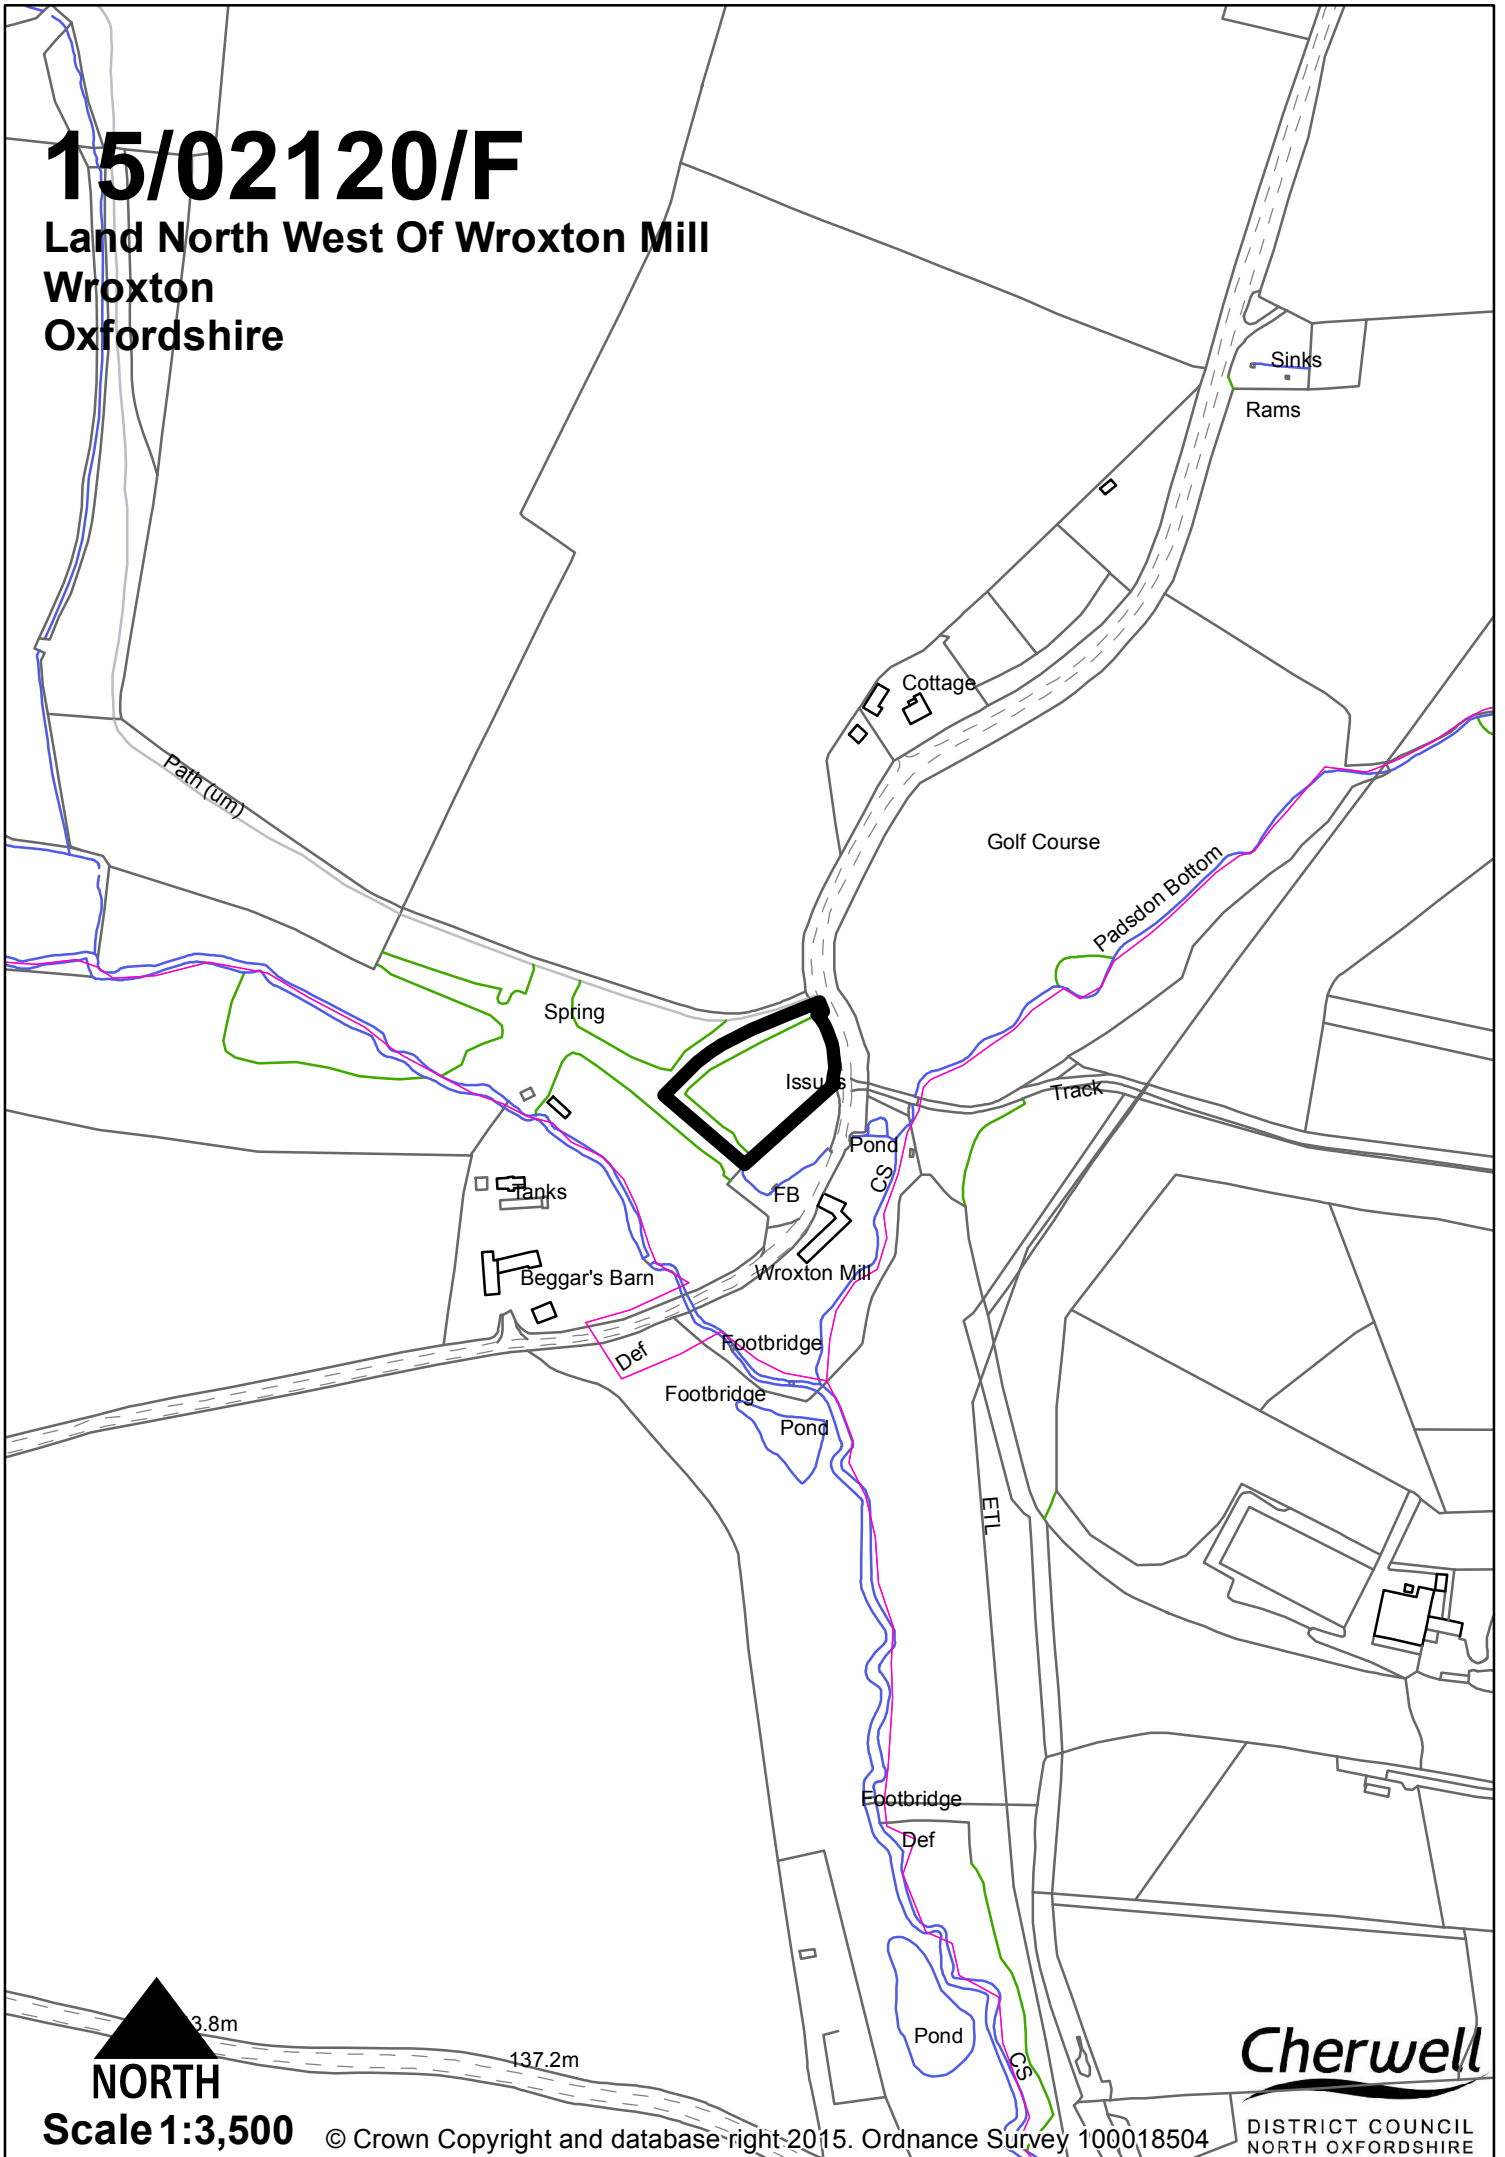 15/02120/F
Land North West Of Wroxton Mill
Wroxton
Oxfordshire
Sinks
Rams
Cottage
Path (um)
Golf Course
Padsdon Bottom
Spring
Issues
Track
Pond
CS
Tanks
FB
Beggar's Barn
Wroxton Mill
Def
Footbridge
Footbridge
Pond
ETL
Footbridge
Def
Pond
CS
3.8m
137.2m
NORTH
Scale 1:3,500
© Crown Copyright and database right 2015. Ordnance Survey 100018504
Cherwell
DISTRICT COUNCIL
NORTH OXFORDSHIRE